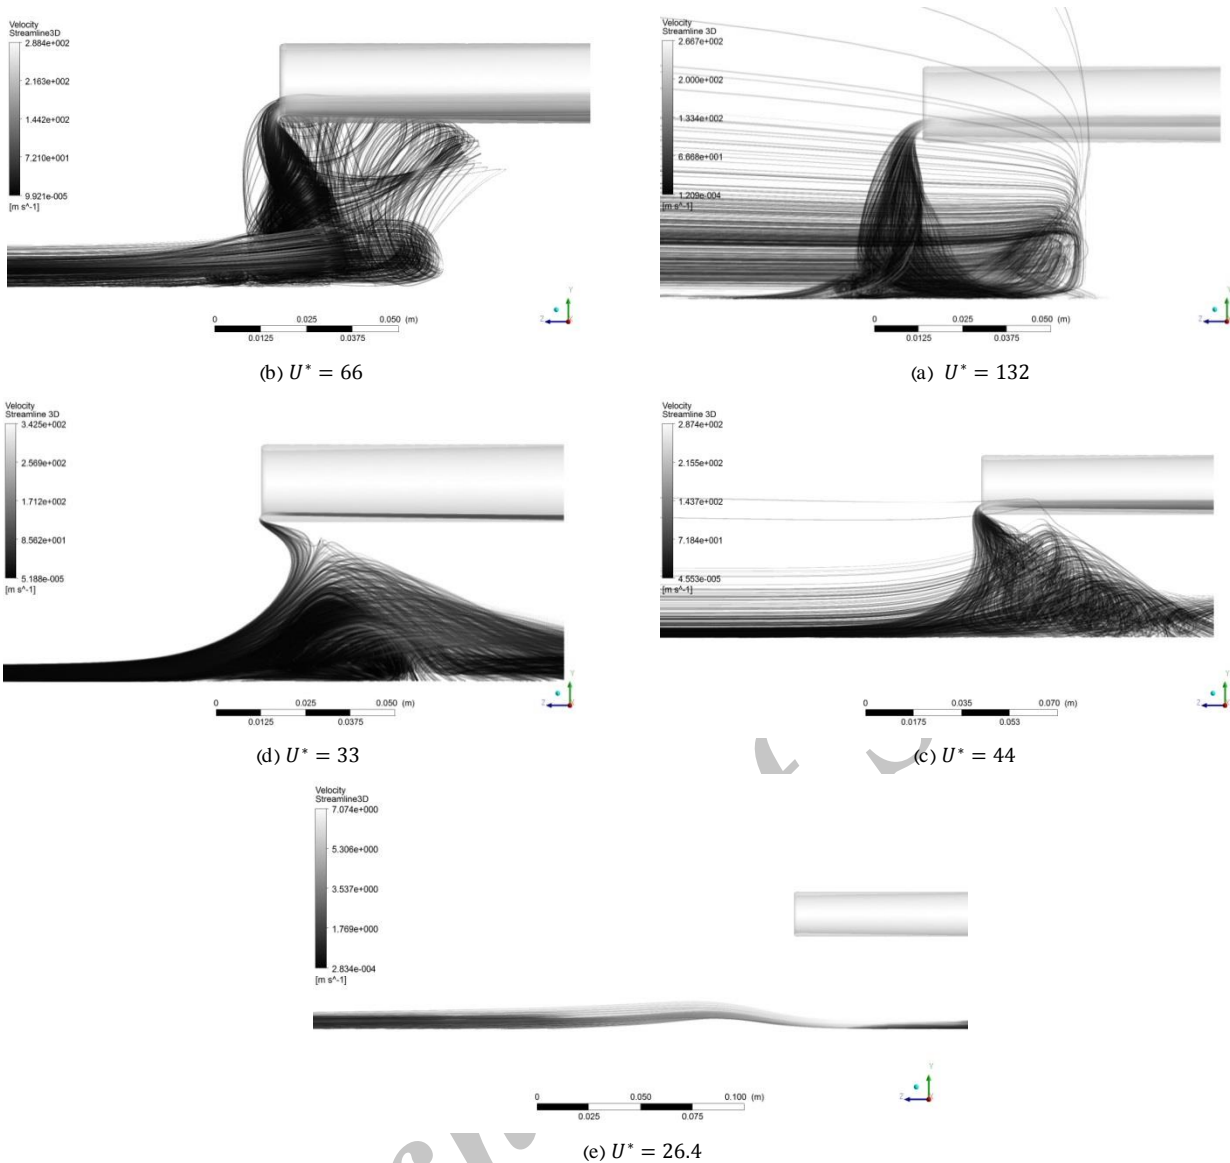 Velocity
Streamline3D
2.884e+002
2.163e+002
1.442e+002
7.210e+001
9.921e-005
[m s^-1]
0 0.025 0.050 (m)
0.0125 0.0375
Y
Z
(b) U* = 66
Velocity
Streamline3D
2.667e+002
2.000e+002
1.334e+002
6.668e+001
1.209e-004
[m s^-1]
0 0.025 0.050 (m)
0.0125 0.0375
Y
Z
(a) U* = 132
Velocity
Streamline 3D
3.425e+002
2.569e+002
1.712e+002
8.562e+001
5.188e-005
[m s^-1]
0 0.025 0.050 (m)
0.0125 0.0375
Y
Z
(d) U* = 33
Velocity
Streamline 3D
2.874e+002
2.155e+002
1.437e+002
7.184e+001
4.553e-005
[m s^-1]
0 0.035 0.070 (m)
0.0175 0.053
Y
Z
(c) U* = 44
Velocity
Streamline3D
7.074e+000
5.306e+000
3.537e+000
1.769e+000
2.834e-004
[m s^-1]
0 0.050 0.100 (m)
0.025 0.075
Y
Z
(e) U* = 26.4